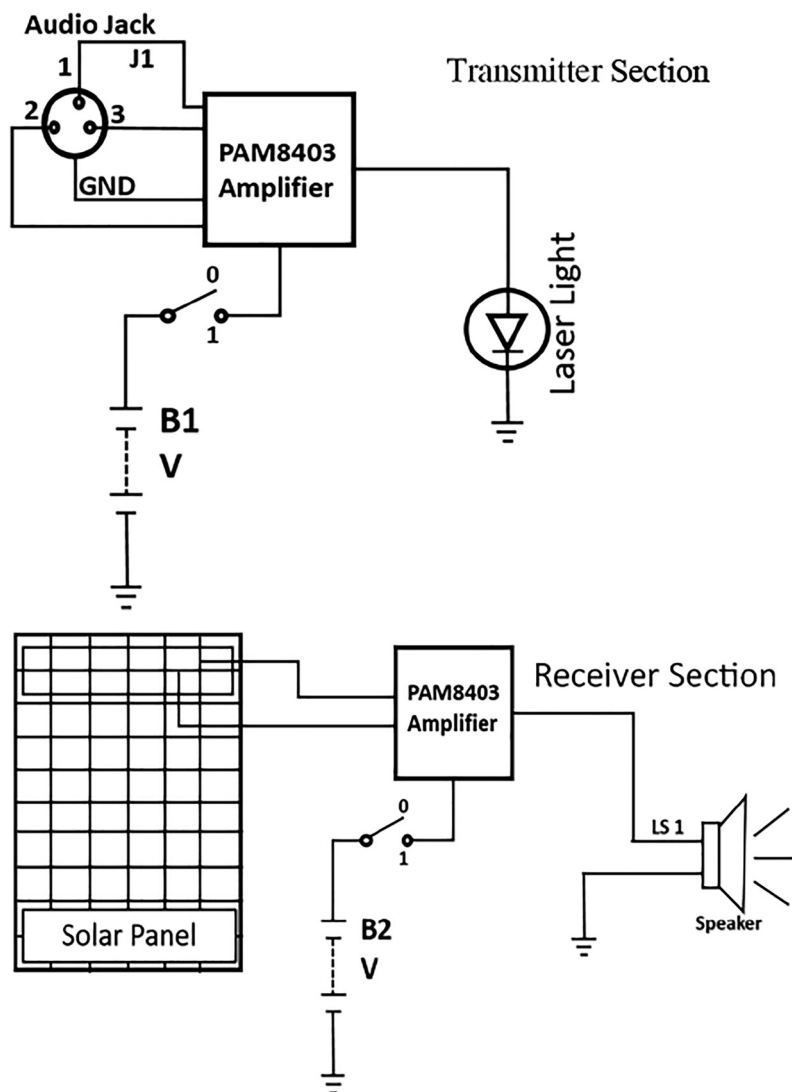 Audio Jack
1
J1
2
3
GND
PAM8403
Amplifier
Transmitter Section
0
1
B1
V
Laser Light
PAM8403
Amplifier
Receiver Section
0
1
B2
V
LS 1
Speaker
Solar Panel